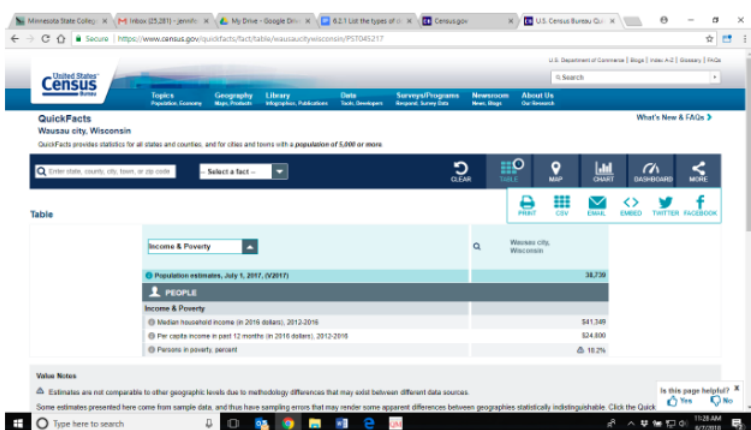 Minnesota State Colleg
Inbox (25,281) - jennife
My Drive - Google Driv
6.2.1 List the types of d
Census.gov
U.S. Census Bureau Qui
Secure
https://www.census.gov/quickfacts/fact/table/wausaucitywisconsin/PST045217
U.S. Department of Commerce | Blogs | Index A-Z | Glossary | FAQs
United States
Census
Bureau
Search
Topics
Population, Economy
Geography
Maps, Products
Library
Infographics, Publications
Data
Tools, Developers
Surveys/Programs
Respond, Survey Data
Newsroom
News, Blogs
About Us
Our Research
QuickFacts
What's New & FAQs
Wausau city, Wisconsin
QuickFacts provides statistics for all states and counties, and for cities and towns with a population of 5,000 or more.
Enter state, county, city, town, or zip code
-- Select a fact --
CLEAR
TABLE
MAP
CHART
DASHBOARD
MORE
PRINT
CSV
EMAIL
EMBED
TWITTER
FACEBOOK
Table
Income & Poverty
Wausau city,
Wisconsin
Population estimates, July 1, 2017, (V2017) 38,739
PEOPLE
Income & Poverty
Median household income (in 2016 dollars), 2012-2016 $41,349
Per capita income in past 12 months (in 2016 dollars), 2012-2016 $24,800
Persons in poverty, percent 18.2%
Value Notes
Estimates are not comparable to other geographic levels due to methodology differences that may exist between different data sources.
Some estimates presented here come from sample data, and thus have sampling errors that may render some apparent differences between geographies statistically indistinguishable. Click the Quick
Is this page helpful? X
Yes No
Type here to search
11:28 AM
6/7/2018